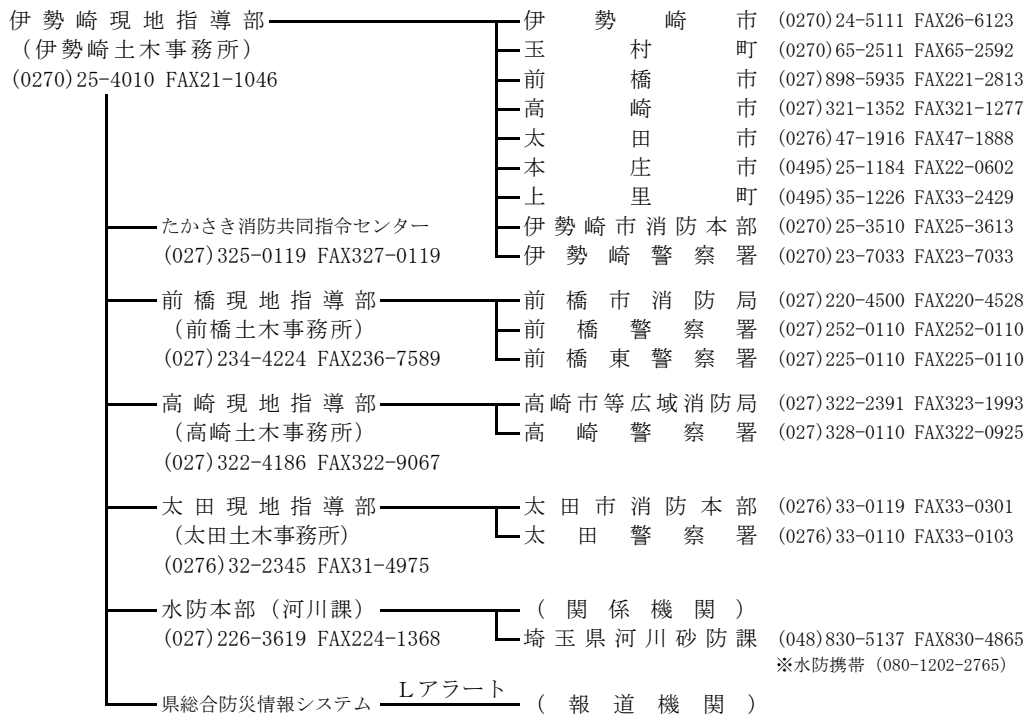 伊勢崎現地指導部 伊勢崎市 (0270)24-5111 FAX26-6123
（伊勢崎土木事務所） 玉村町 (0270)65-2511 FAX65-2592
(0270)25-4010 FAX21-1046 前橋市 (027)898-5935 FAX221-2813
高崎市 (027)321-1352 FAX321-1277
太田市 (0276)47-1916 FAX47-1888
本庄市 (0495)25-1184 FAX22-0602
上里町 (0495)35-1226 FAX33-2429
たかさき消防共同指令センター 伊勢崎市消防本部 (0270)25-3510 FAX25-3613
(027)325-0119 FAX327-0119 伊勢崎警察署 (0270)23-7033 FAX23-7033
前橋現地指導部 前橋市消防局 (027)220-4500 FAX220-4528
（前橋土木事務所） 前橋警察署 (027)252-0110 FAX252-0110
(027)234-4224 FAX236-7589 前橋東警察署 (027)225-0110 FAX225-0110
高崎現地指導部 高崎市等広域消防局 (027)322-2391 FAX323-1993
（高崎土木事務所） 高崎警察署 (027)328-0110 FAX322-0925
(027)322-4186 FAX322-9067
太田現地指導部 太田市消防本部 (0276)33-0119 FAX33-0301
（太田土木事務所） 太田警察署 (0276)33-0110 FAX33-0103
(0276)32-2345 FAX31-4975
水防本部（河川課） （関係機関）
(027)226-3619 FAX224-1368 埼玉県河川砂防課 (048)830-5137 FAX830-4865
※水防携帯（080-1202-2765）
県総合防災情報システム Ｌアラート （報道機関）